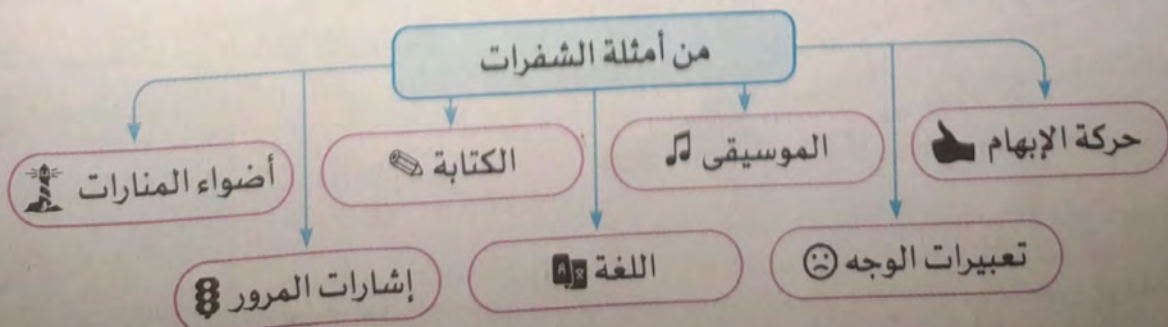 من أمثلة الشفرات
حركة الإبهام
الموسيقى
الكتابة
أضواء المنارات
تعبيرات الوجه
اللغة
إشارات المرور